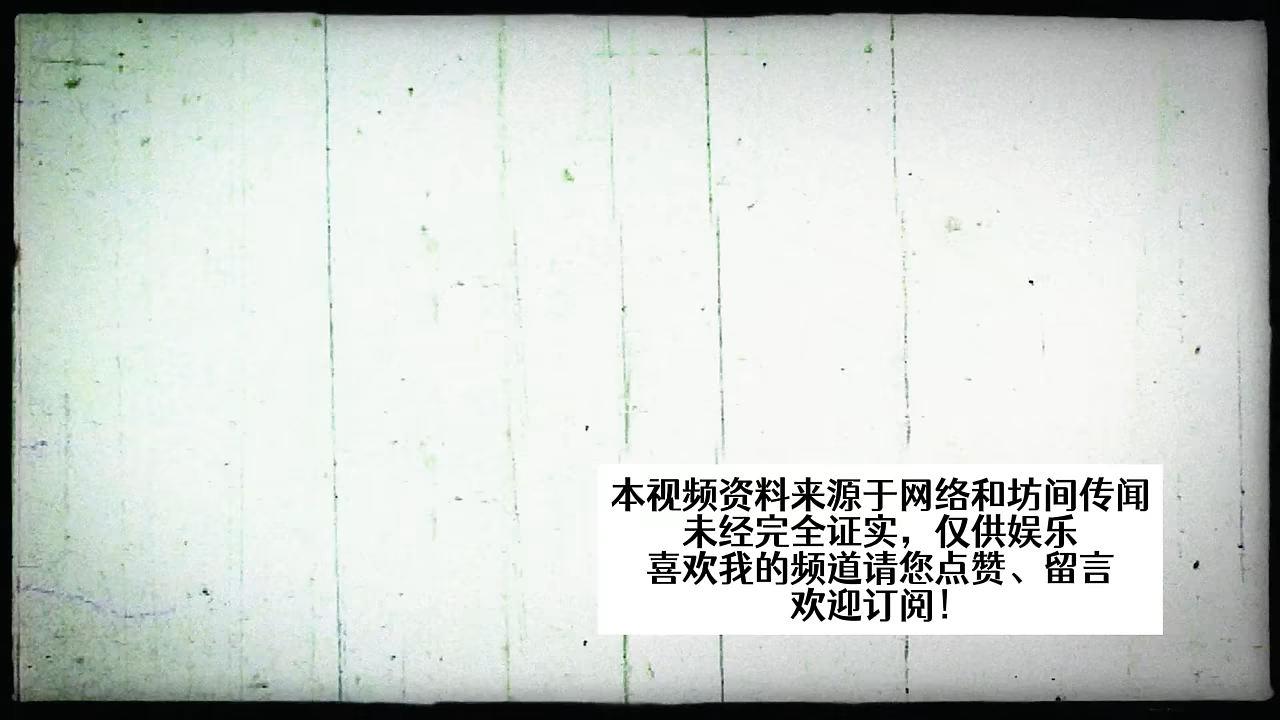 本视频资料来源于网络和坊间传闻
未经完全证实，仅供娱乐
喜欢我的频道请您点赞、留言
欢迎订阅！